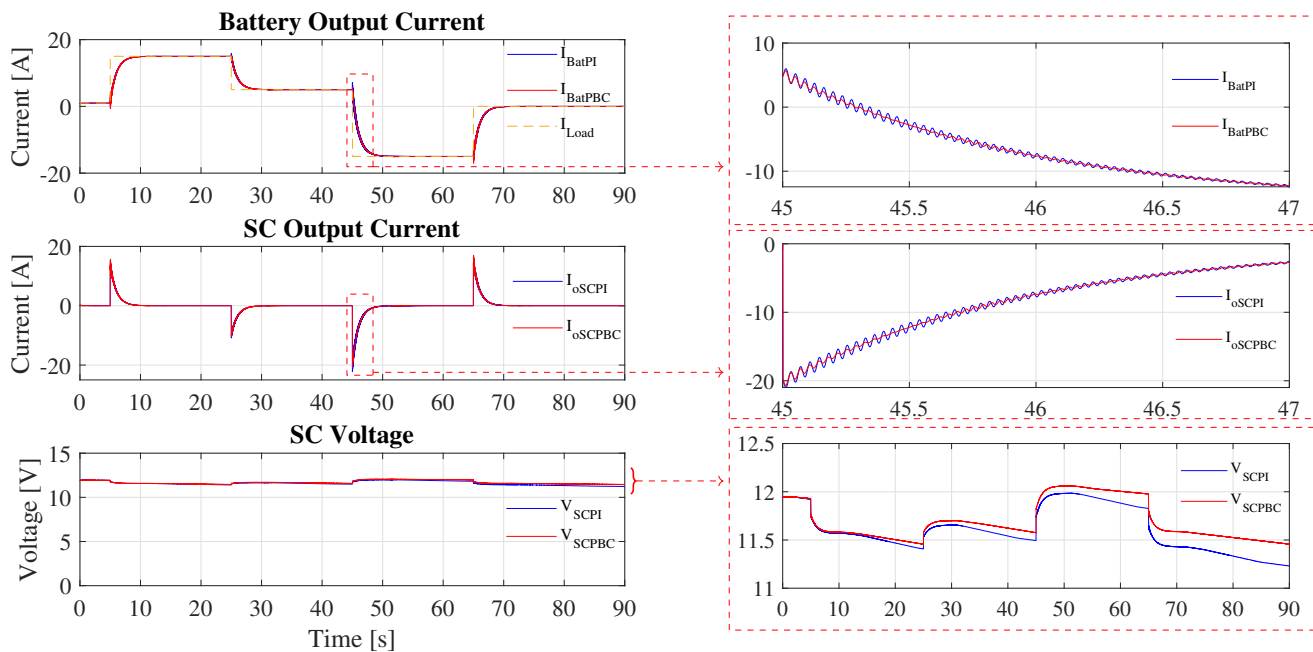 Battery Output Current
Current [A]
20
0
-20
I_BatPI
I_BatPBC
I_Load
0 10 20 30 40 50 60 70 80 90
10
0
-10
I_BatPI
I_BatPBC
45 45.5 46 46.5 47
SC Output Current
Current [A]
20
0
-20
I_oSCPI
I_oSCPBC
0 10 20 30 40 50 60 70 80 90
0
-10
-20
I_oSCPI
I_oSCPBC
45 45.5 46 46.5 47
SC Voltage
Voltage [V]
15
10
5
0
V_SCPI
V_SCPBC
0 10 20 30 40 50 60 70 80 90
Time [s]
12.5
12
11.5
11
V_SCPI
V_SCPBC
0 10 20 30 40 50 60 70 80 90